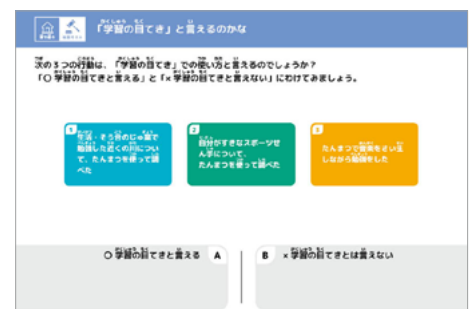 「学習の目てき」と言えるのかな
次の3つの行動は、「学習の目てき」での使い方と言えるのでしょうか？
「○ 学習の目てきと言える」と「× 学習の目てきと言えない」にわけてみましょう。
1
生活・そう合のじゅ業で
勉強した近くの につい
て、たんまつを使って調
べた
2
自分がすきなスポーツせ
ん手について、
たんまつを使って調べた
3
たんまつで音楽をさい生
しながら勉強をした
○ 学習の目てきと言える A
B × 学習の目てきとは言えない